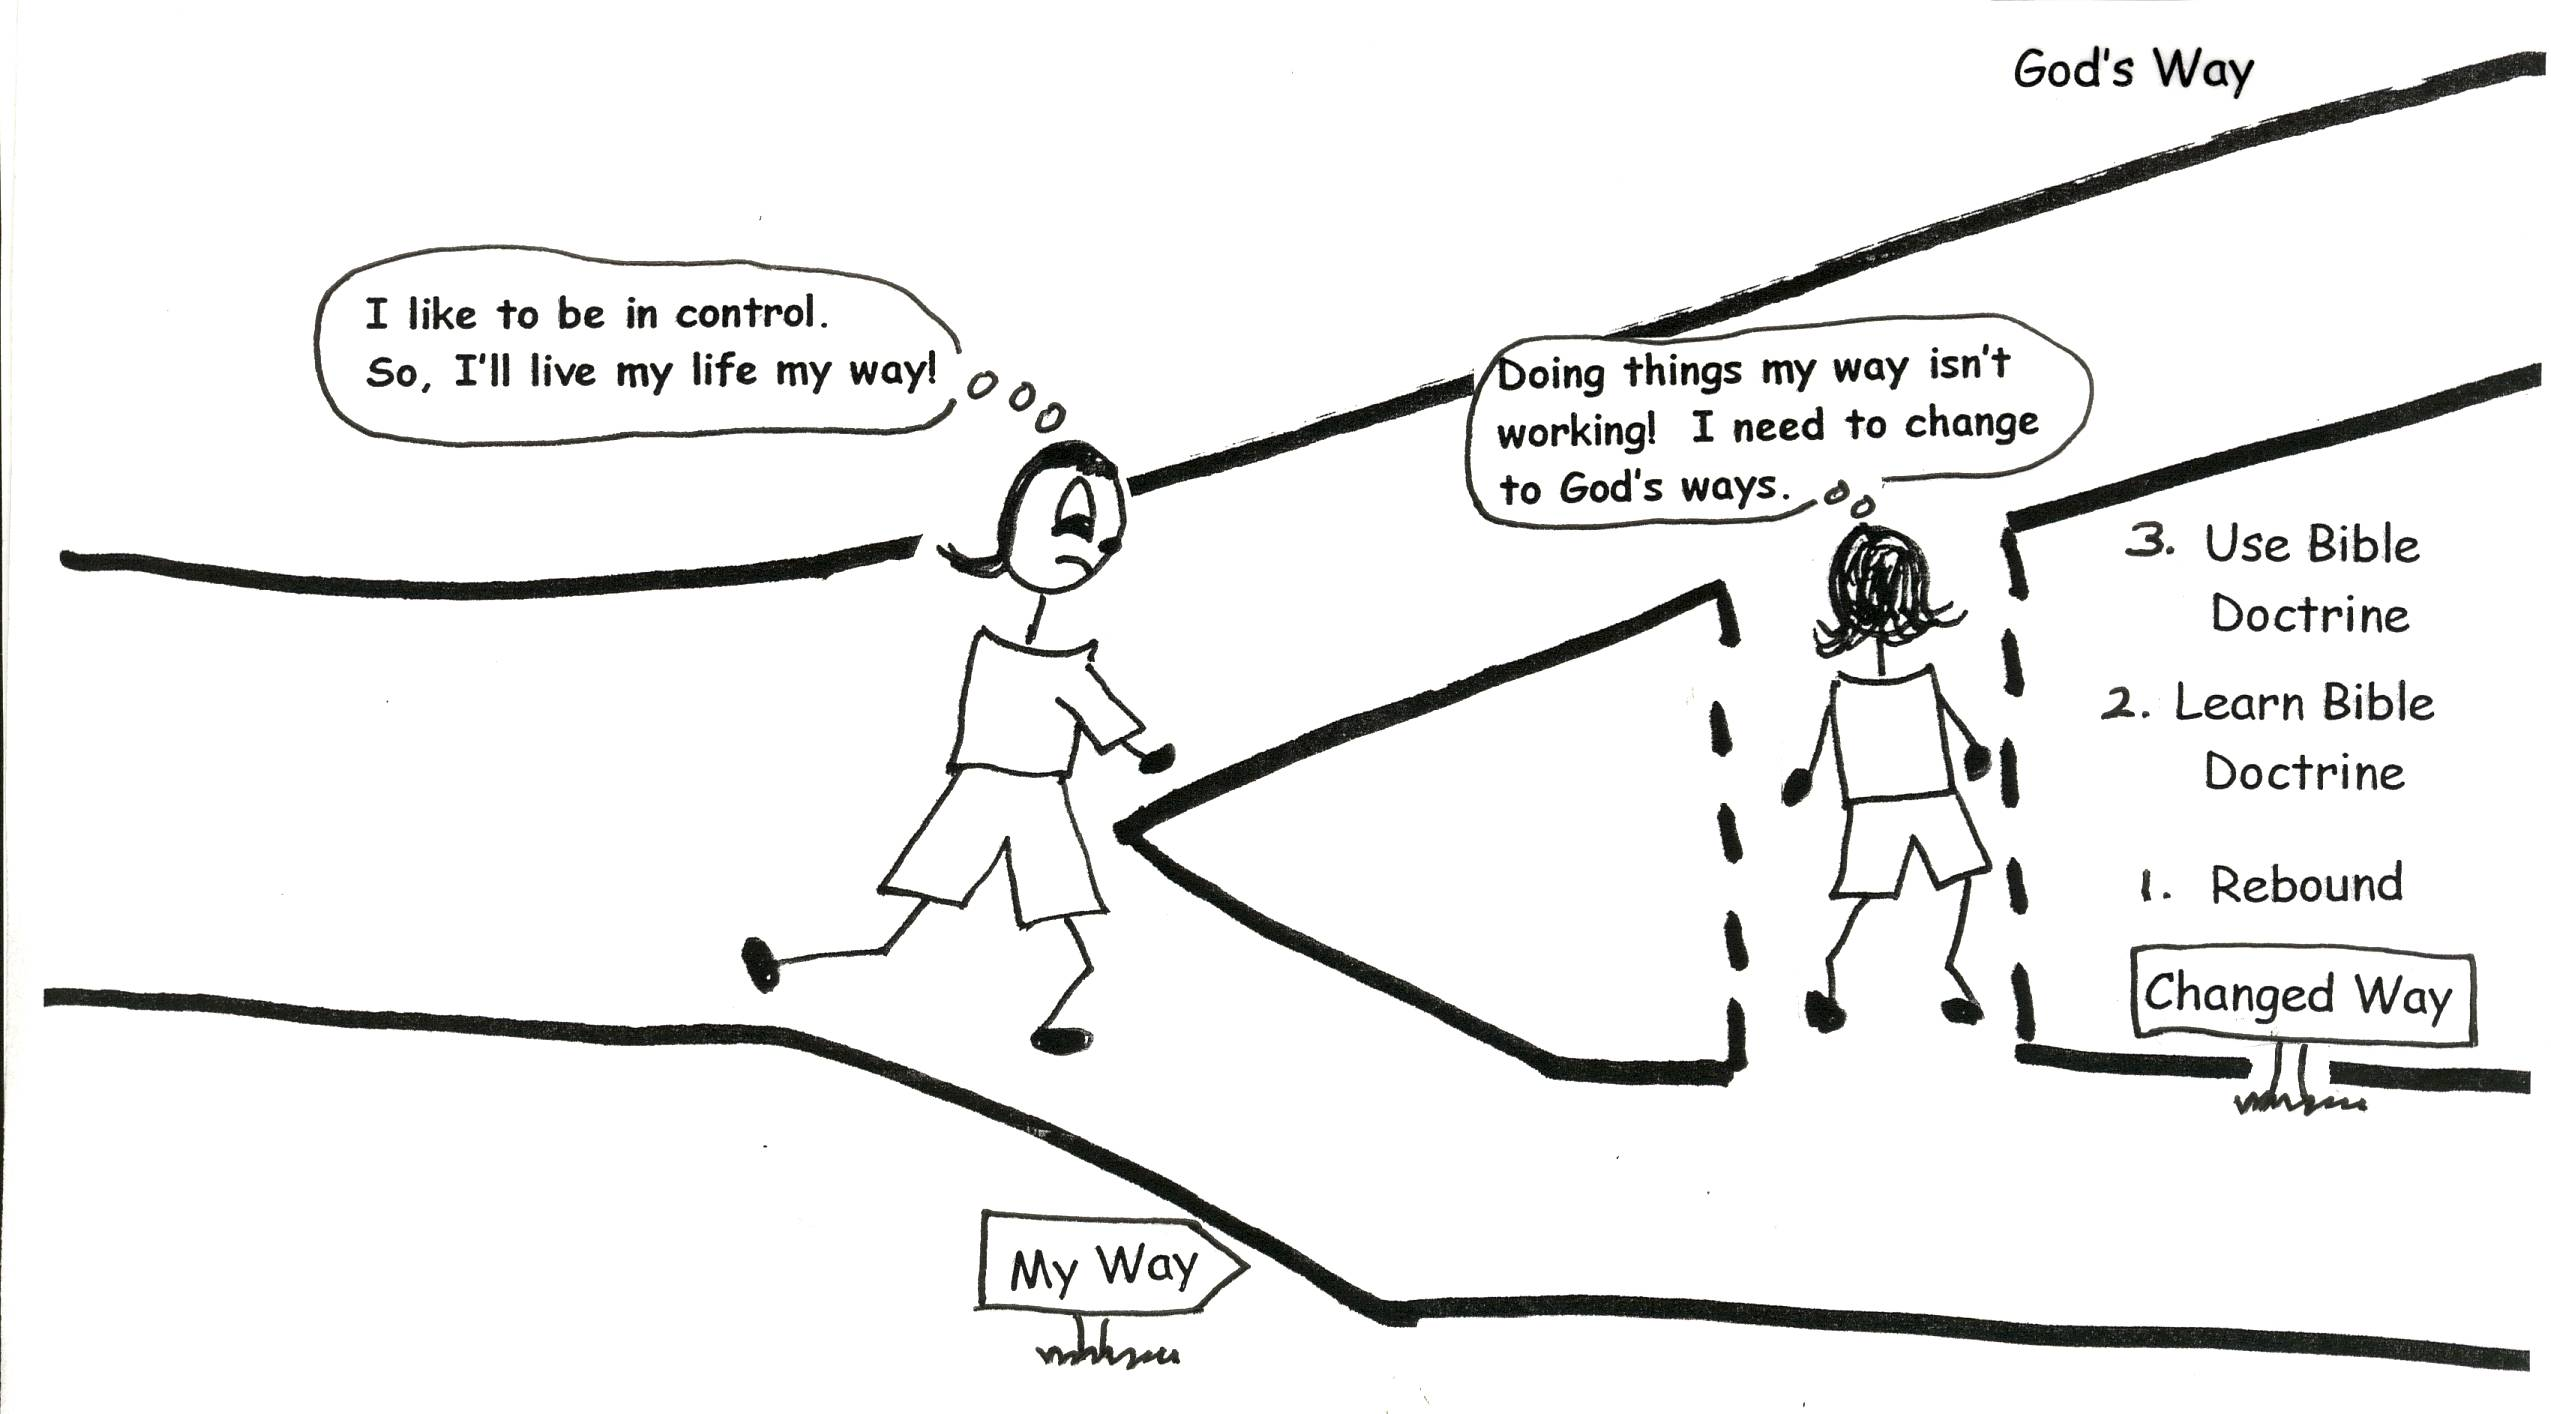 God's Way
I like to be in control.
So, I'll live my life my way!
Doing things my way isn't
working! I need to change
to God's ways.
3. Use Bible
Doctrine
2. Learn Bible
Doctrine
1. Rebound
Changed Way
My Way